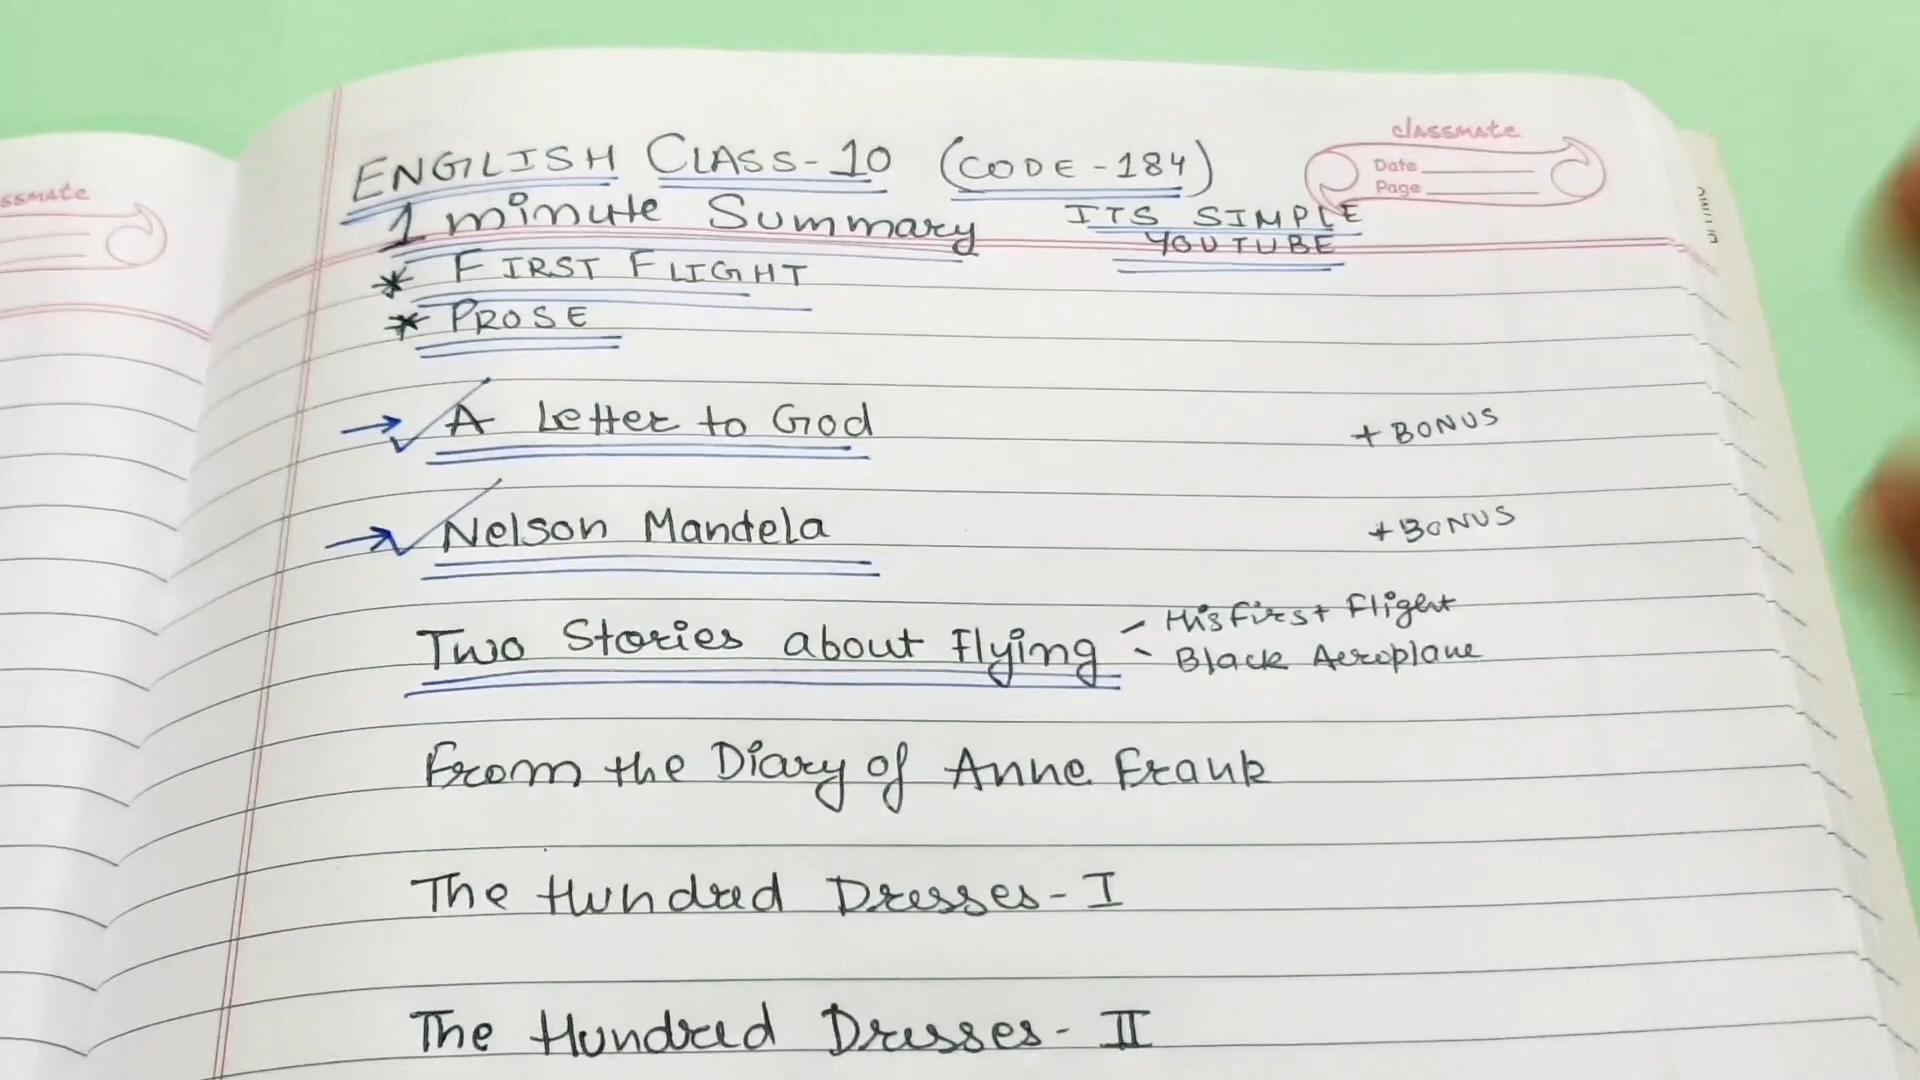 ssmate
classmate
Date
Page
ENGLISH CLASS-10 (CODE-184)
1 minute Summary
ITS SIMPLE
YOUTUBE
* FIRST FLIGHT
* PROSE
→ ✓ A Letter to God + BONUS
→ ✓ Nelson Mandela + BONUS
Two Stories about Flying - His First Flight
- Black Aeroplane
From the Diary of Anne Frank
The Hundred Dresses - I
The Hundred Dresses - II